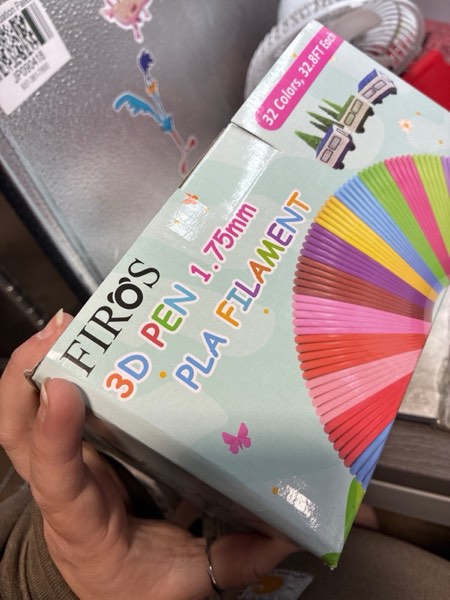 32 Colors, 32.8FT Each
FIROS
3D PEN 1.75mm
PLA FILAMENT